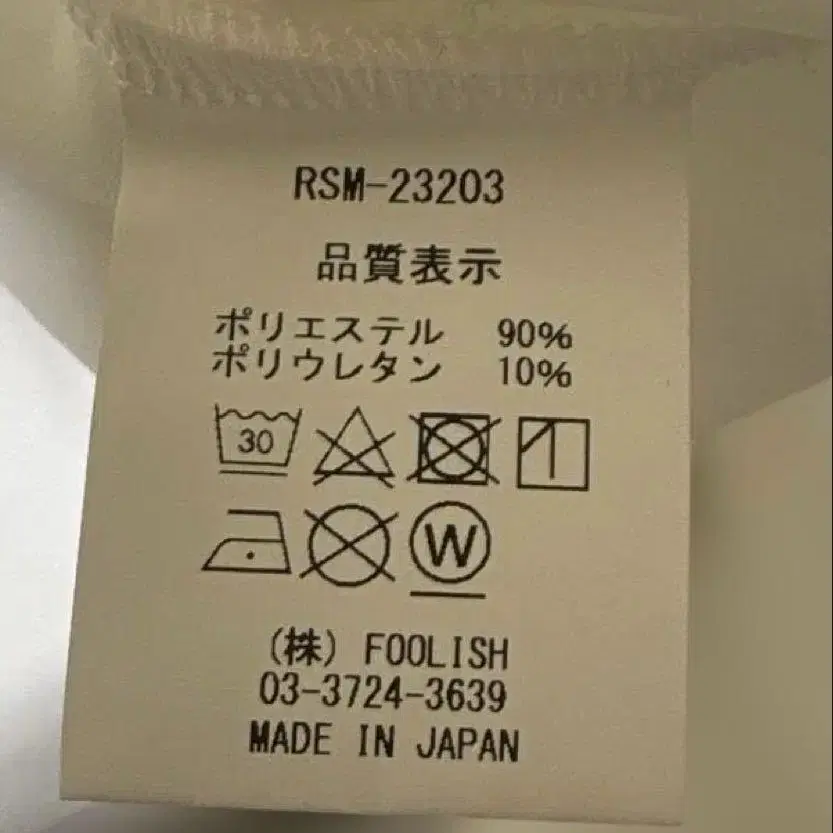 RSM-23203
品質表示
ポリエステル 90%
ポリウレタン 10%
30
W
(株) FOOLISH
03-3724-3639
MADE IN JAPAN